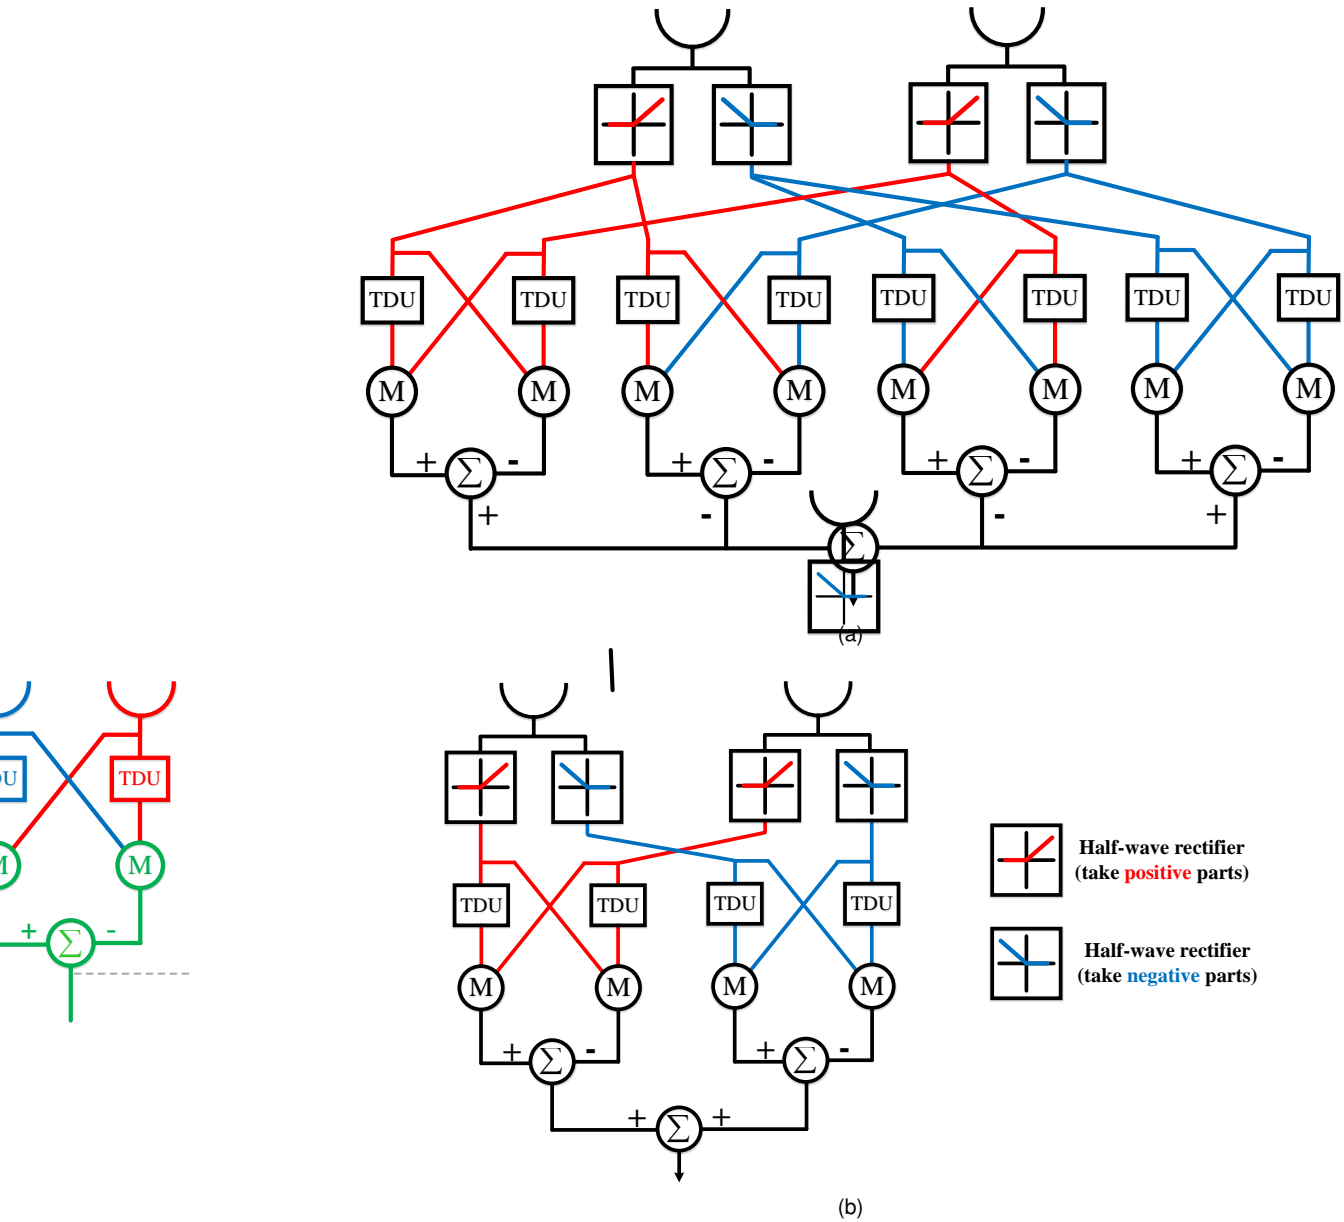 TDU TDU TDU TDU TDU TDU TDU TDU
M M M M M M M M
+ Σ - + Σ - + Σ - + Σ -
+ - - +
Σ
(a)
DU TDU
TDU TDU TDU TDU
M M
M M M M
+ Σ -
+ Σ - + Σ -
+ Σ +
Half-wave rectifier
(take positive parts)
Half-wave rectifier
(take negative parts)
(b)